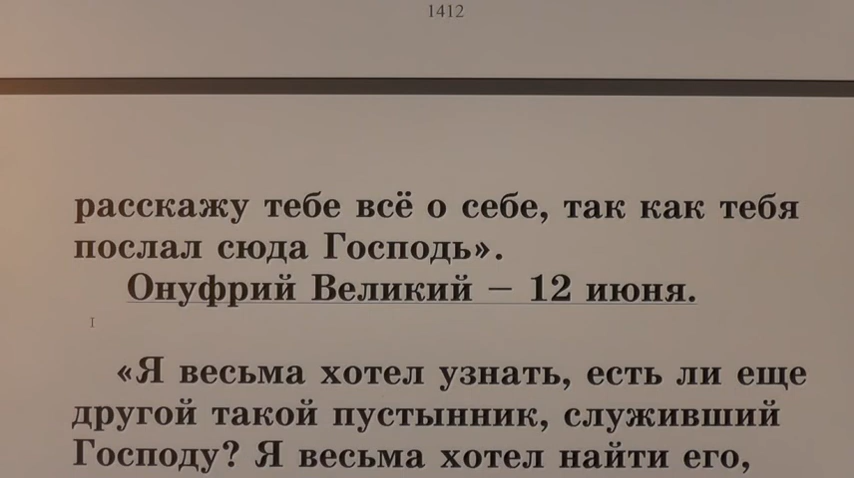 1412
расскажу тебе всё о себе, так как тебя
послал сюда Господь».
Онуфрий Великий – 12 июня.
«Я весьма хотел узнать, есть ли еще
другой такой пустынник, служивший
Господу? Я весьма хотел найти его,